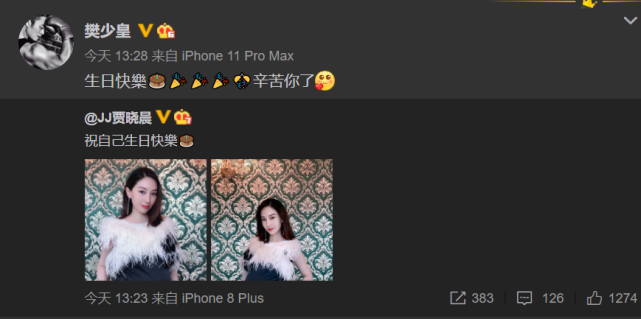 樊少皇
今天 13:28 来自 iPhone 11 Pro Max
生日快樂辛苦你了
@JJ贾晓晨
祝自己生日快樂
今天 13:23 来自 iPhone 8 Plus
383 126 1274